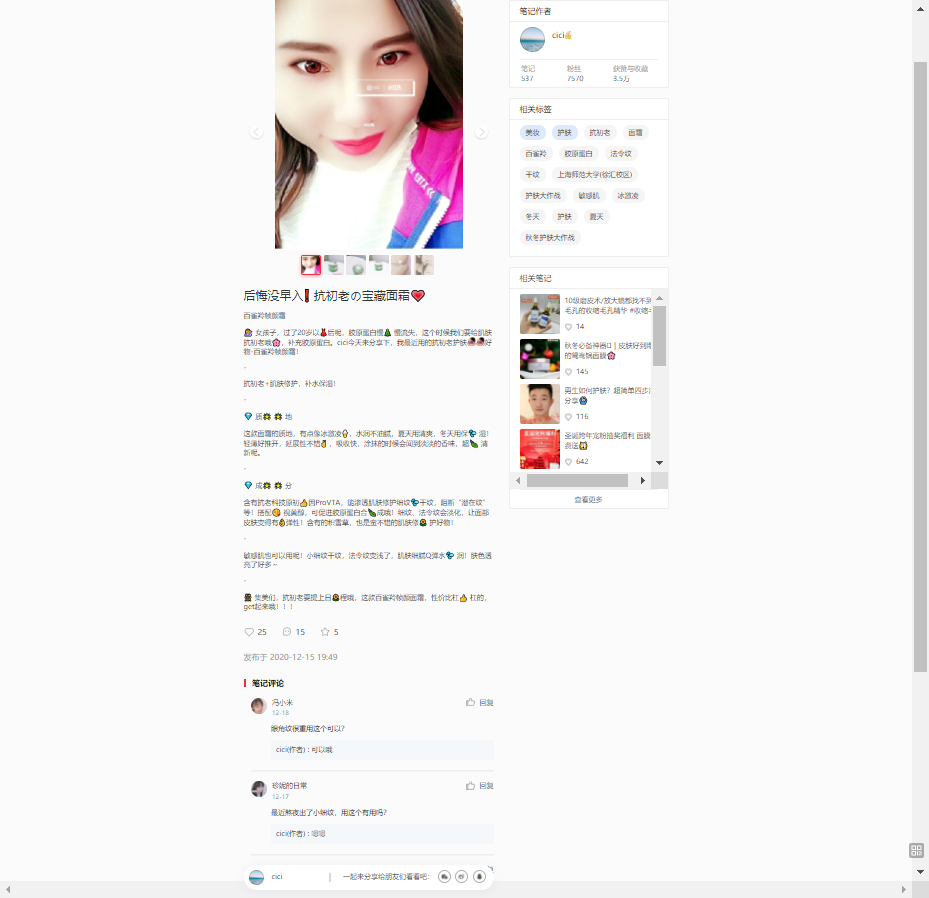 后悔没早入❗抗初老の宝藏面霜💗
百雀羚帧颜霜
女孩子，过了20岁以后呢，胶原蛋白慢🎄慢流失，这个时候我们要给肌肤
抗初老哦🌸，补充胶原蛋白。cici今天来分享下，我最近用的抗初老护肤好
物-百雀羚帧颜霜！
.
抗初老+肌肤修护，补水保湿！
.
💎 质 地
这款面霜的质地，有点像冰激凌🍦，水润不油腻，夏天用清爽，冬天用保 湿！
轻薄好推开，延展性不错，吸收快，涂抹的时候会闻到淡淡的香味，超 清
新呢。
.
💎 成 分
含有抗老科技原初👍因ProVTA，能渗透肌肤修护细纹 干纹，阻断“潜在纹”
等！搭配 视黄醇，可促进胶原蛋白合 成哦！细纹、法令纹会淡化，让面部
皮肤变得有 弹性！含有的积雪草，也是蛮不错的肌肤修 护好物！
.
敏感肌也可以用呢！小细纹干纹，法令纹变浅了，肌肤细腻Q弹水 润！肤色透
亮了好多~
.
集美们，抗初老要提上日 程哦，这款百雀羚帧颜面霜，性价比杠👍 杠的，
get起来哦！！！
25 15 5
发布于 2020-12-15 19:49
笔记评论
冯小米 回复
12-18
眼角纹很重用这个可以?
cici(作者) : 可以哦
珍妮的日常 回复
12-17
最近熬夜出了小细纹，用这个有用吗?
cici(作者) : 嗯嗯
cici | 一起来分享给朋友们看看吧:
笔记作者
cici
笔记 粉丝 获赞与收藏
537 7570 3.5万
相关标签
美妆 护肤 抗初老 面霜
百雀羚 胶原蛋白 法令纹
干纹 上海师范大学(徐汇校区)
护肤大作战 敏感肌 冰激凌
冬天 护肤 夏天
秋冬护肤大作战
相关笔记
10级磨皮术/放大镜都找不到
毛孔的收缩毛孔精华 #收缩毛
14
秋冬必备神器 | 皮肤好到爆
的鸳鸯锅面膜🌸
145
男生如何护肤？超简单四步
分享
116
圣诞跨年宠粉抽奖福利 面膜
费送
642
查看更多